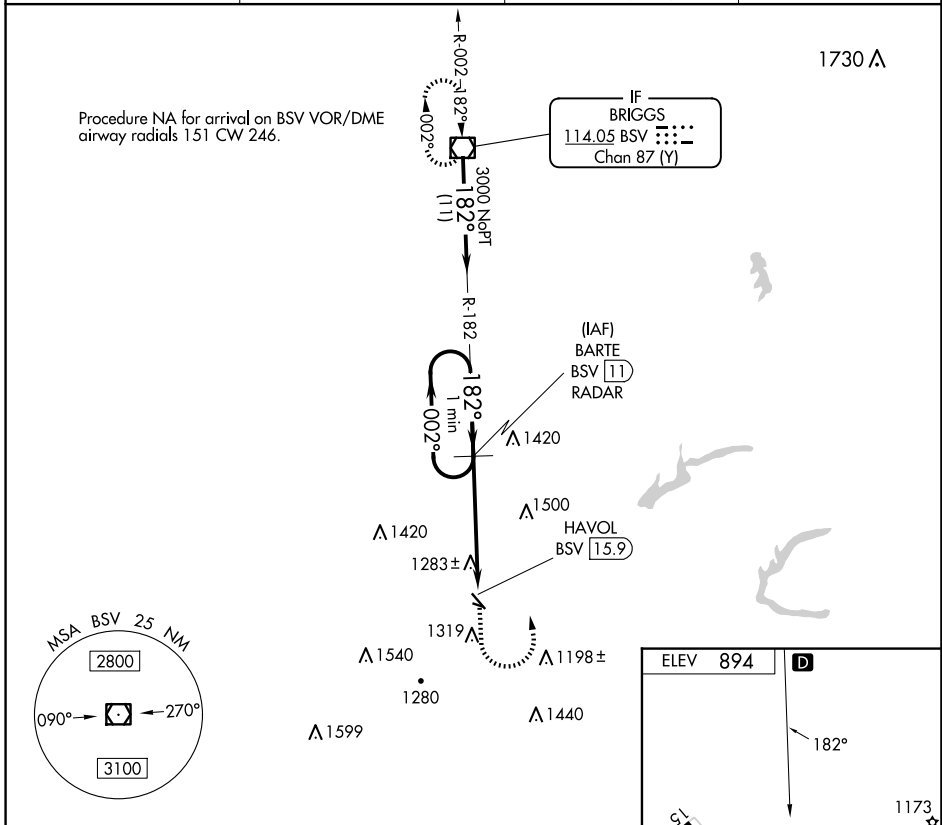 1730
Procedure NA for arrival on BSV VOR/DME
airway radials 151 CW 246.
R-002
182°
002°
IF
BRIGGS
114.05 BSV
Chan 87 (Y)
3000 NoPT
182°
(11)
R-182
(IAF)
BARTE
BSV 11
RADAR
182°
1 min
002°
1420
1500
1420
HAVOL
BSV 15.9
1283±
1319
1540
1198±
1280
1440
1599
MSA BSV 25 NM
2800
090°
270°
3100
ELEV 894
D
182°
1173
15